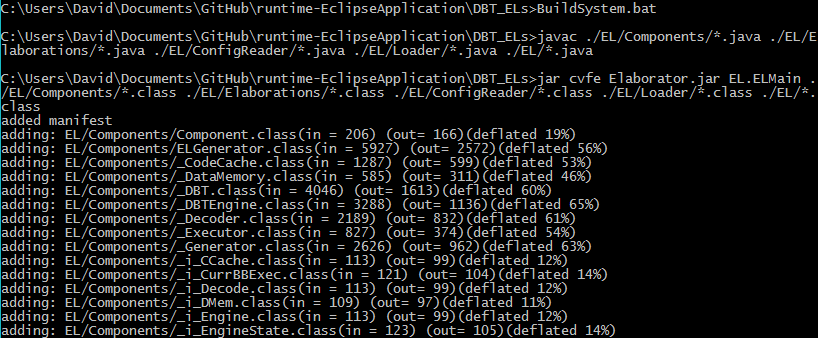 C:\Users\David\Documents\GitHub\runtime-EclipseApplication\DBT_ELs>BuildSystem.bat
C:\Users\David\Documents\GitHub\runtime-EclipseApplication\DBT_ELs>javac ./EL/Components/*.java ./EL/E
laborations/*.java ./EL/ConfigReader/*.java ./EL/Loader/*.java ./EL/*.java
C:\Users\David\Documents\GitHub\runtime-EclipseApplication\DBT_ELs>jar cvfe Elaborator.jar EL.ELMain .
/EL/Components/*.class ./EL/Elaborations/*.class ./EL/ConfigReader/*.class ./EL/Loader/*.class ./EL/*.
class
added manifest
adding: EL/Components/Component.class(in = 206) (out= 166)(deflated 19%)
adding: EL/Components/ELGenerator.class(in = 5927) (out= 2572)(deflated 56%)
adding: EL/Components/_CodeCache.class(in = 1287) (out= 599)(deflated 53%)
adding: EL/Components/_DataMemory.class(in = 585) (out= 311)(deflated 46%)
adding: EL/Components/_DBT.class(in = 4046) (out= 1613)(deflated 60%)
adding: EL/Components/_DBTEngine.class(in = 3288) (out= 1136)(deflated 65%)
adding: EL/Components/_Decoder.class(in = 2189) (out= 832)(deflated 61%)
adding: EL/Components/_Executor.class(in = 827) (out= 374)(deflated 54%)
adding: EL/Components/_Generator.class(in = 2626) (out= 962)(deflated 63%)
adding: EL/Components/_i_CCache.class(in = 113) (out= 99)(deflated 12%)
adding: EL/Components/_i_CurrBBExec.class(in = 121) (out= 104)(deflated 14%)
adding: EL/Components/_i_Decode.class(in = 113) (out= 99)(deflated 12%)
adding: EL/Components/_i_DMem.class(in = 109) (out= 97)(deflated 11%)
adding: EL/Components/_i_Engine.class(in = 113) (out= 99)(deflated 12%)
adding: EL/Components/_i_EngineState.class(in = 123) (out= 105)(deflated 14%)